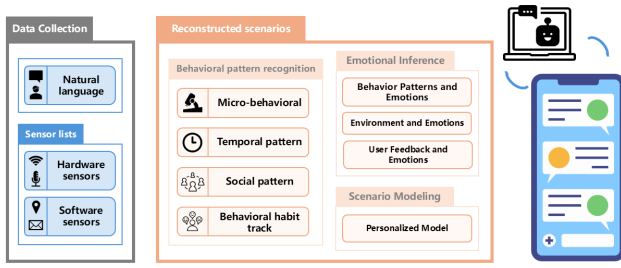 Data Collection
Natural
language
Sensor lists
Hardware
sensors
Software
sensors
Reconstructed scenarios
Behavioral pattern recognition
Micro-behavioral
Temporal pattern
Social pattern
Behavioral habit
track
Emotional Inference
Behavior Patterns and
Emotions
Environment and Emotions
User Feedback and
Emotions
Scenario Modeling
Personalized Model